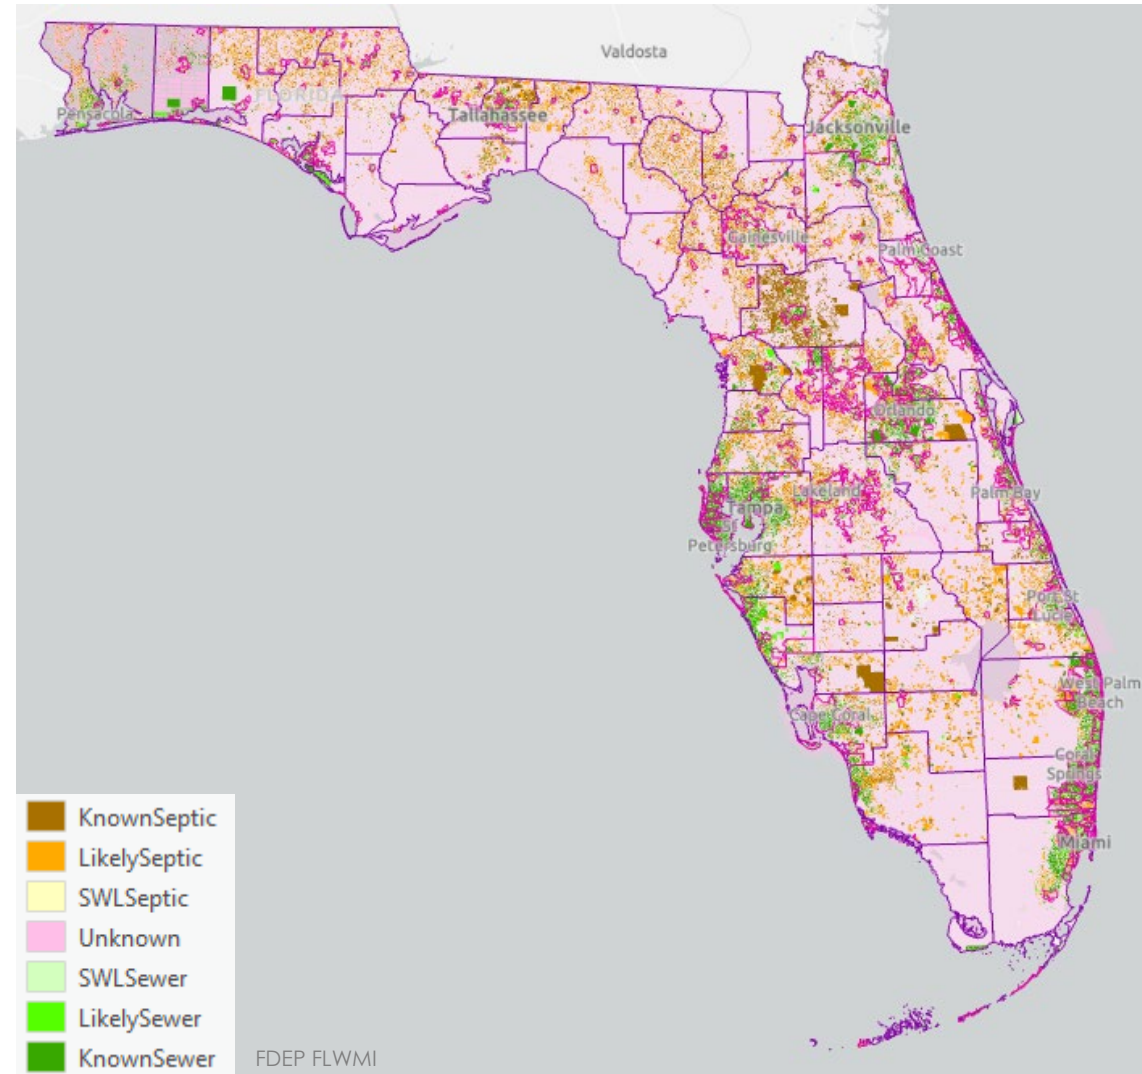 Valdosta
FLORIDA
Pensacola
Tallahassee
Jacksonville
Gainesville
Palm Coast
Orlando
Lakeland
Palm Bay
Tampa
St
Petersburg
Port St
Lucie
West Palm
Beach
Cape Coral
Coral
Springs
Miami
KnownSeptic
LikelySeptic
SWLSeptic
Unknown
SWLSewer
LikelySewer
KnownSewer
FDEP FLWMI